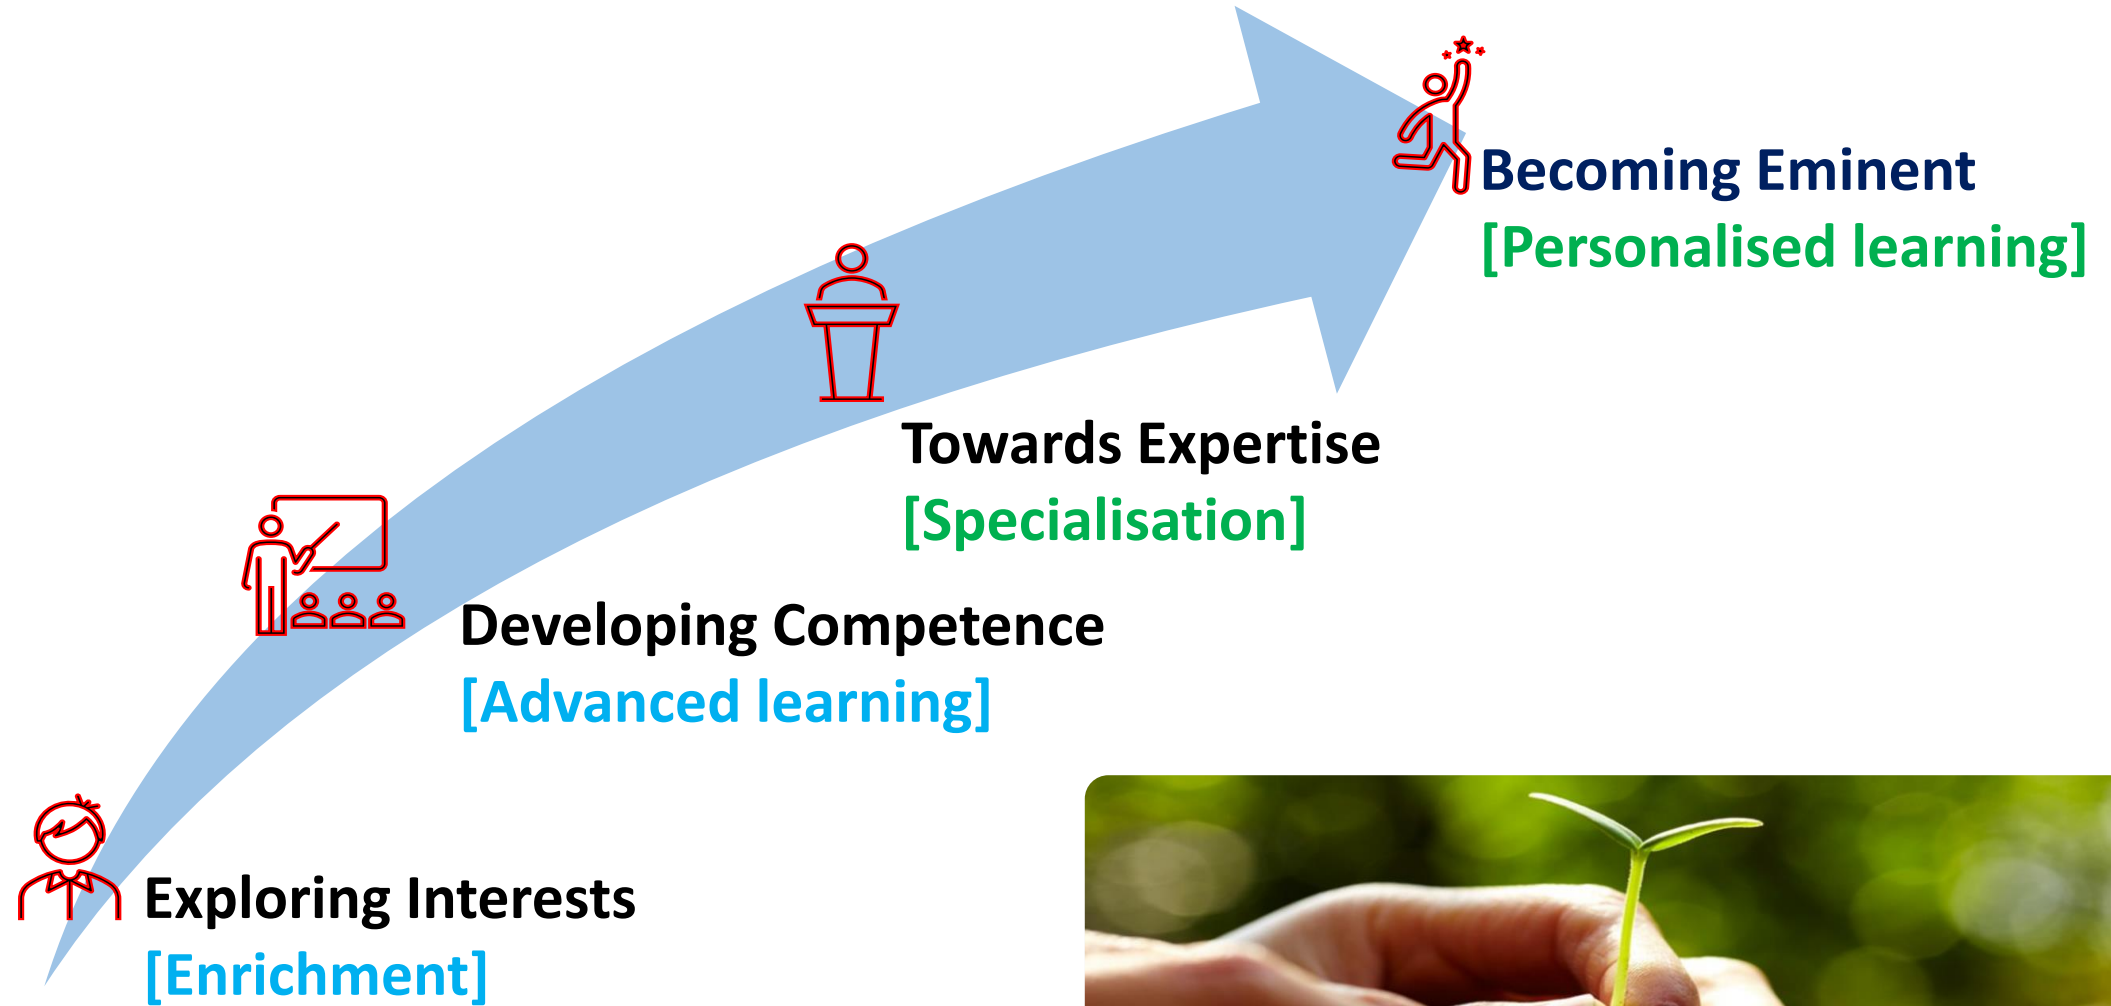 Becoming Eminent
[Personalised learning]
Towards Expertise
[Specialisation]
Developing Competence
[Advanced learning]
Exploring Interests
[Enrichment]